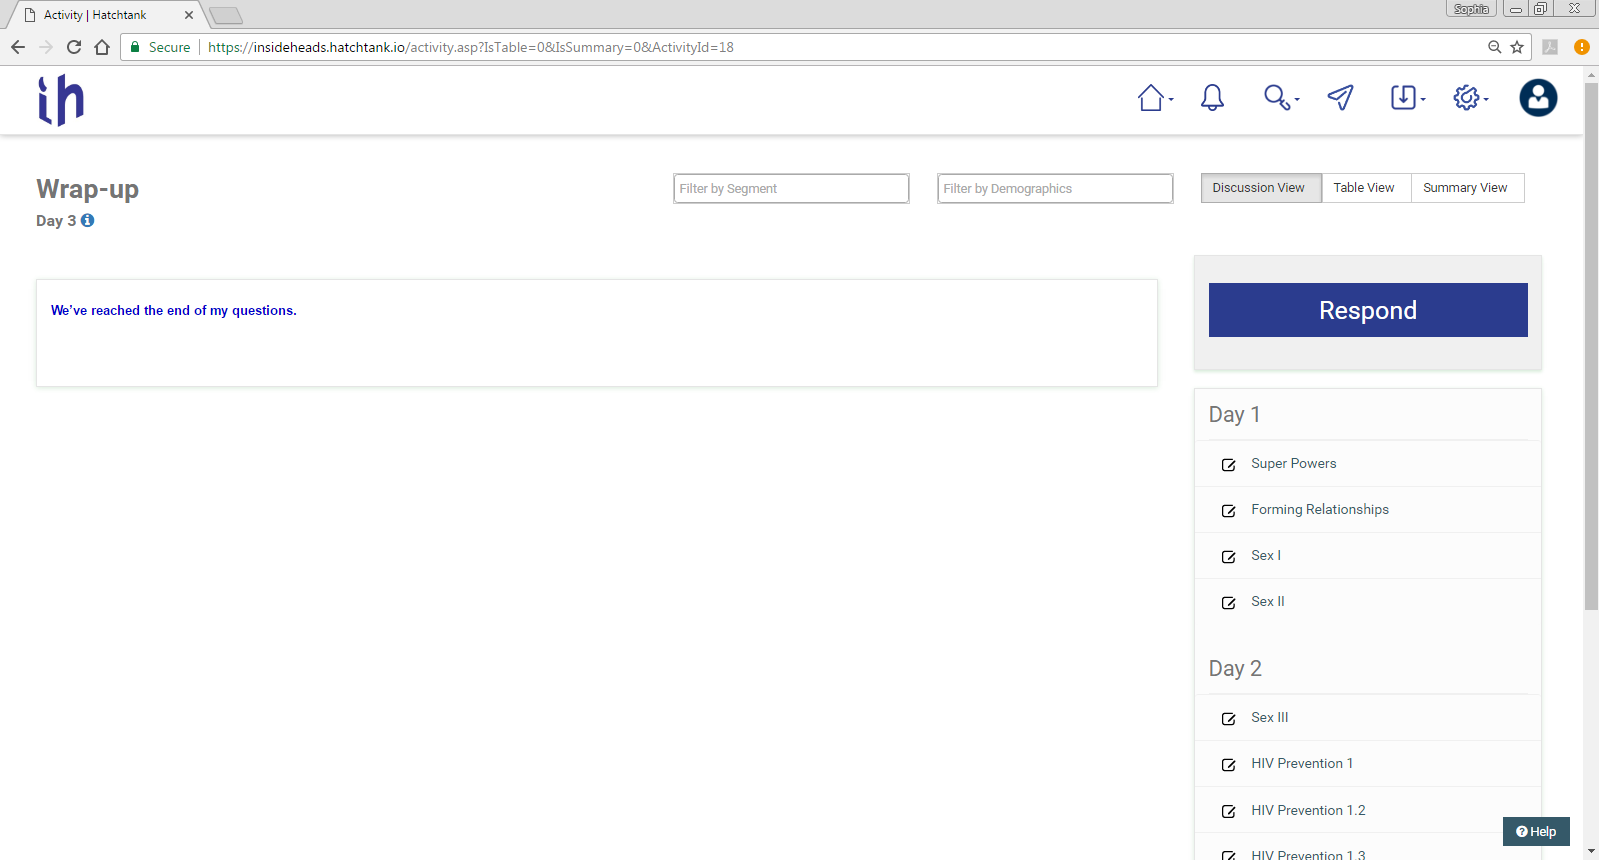 Activity | Hatchtank
Sophia
Secure
https://insideheads.hatchtank.io/activity.asp?IsTable=0&IsSummary=0&ActivityId=18
ih
Wrap-up
Day 3
Filter by Segment
Filter by Demographics
Discussion View
Table View
Summary View
We've reached the end of my questions.
Respond
Day 1
Super Powers
Forming Relationships
Sex I
Sex II
Day 2
Sex III
HIV Prevention 1
HIV Prevention 1.2
HIV Prevention 1.3
Help